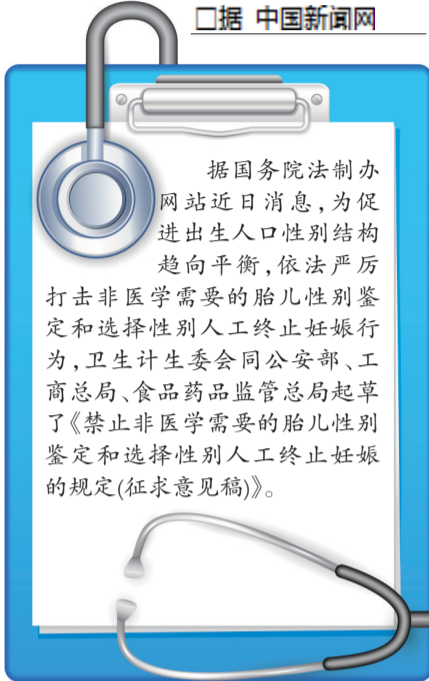 □据 中国新闻网
据国务院法制办
网站近日消息,为促
进出生人口性别结构
趋向平衡,依法严厉
打击非医学需要的胎儿性别鉴
定和选择性别人工终止妊娠行
为,卫生计生委会同公安部、工
商总局、食品药品监管总局起草
了《禁止非医学需要的胎儿性别
鉴定和选择性别人工终止妊娠
的规定(征求意见稿)》。